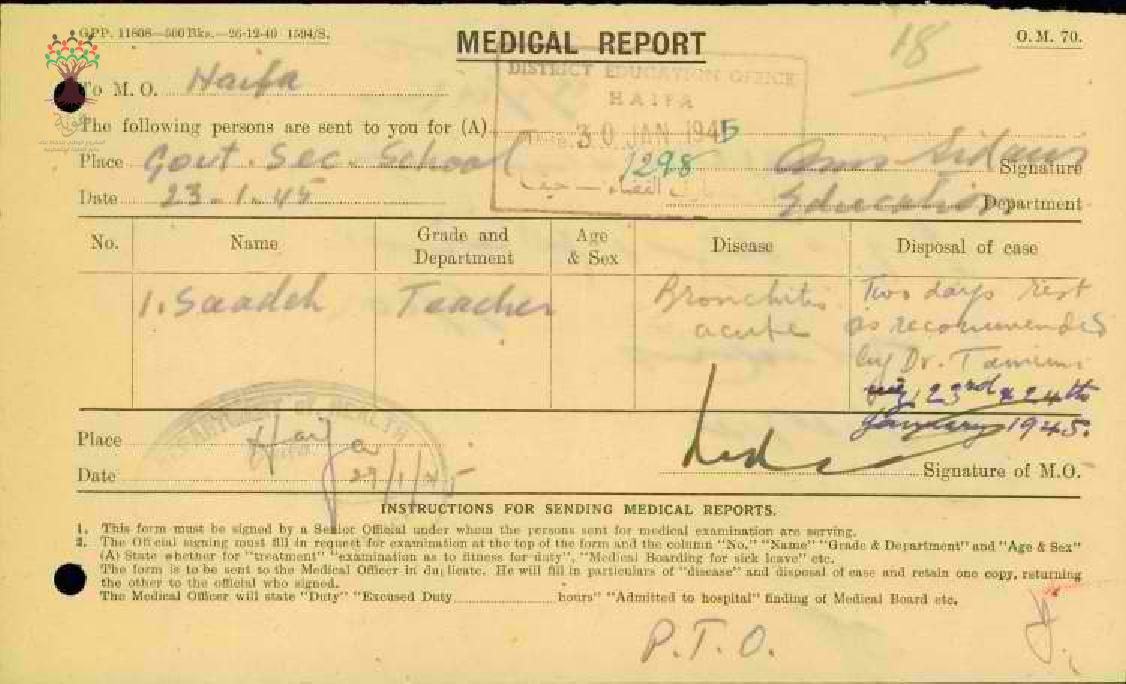 G.P.P. 11808—500 Bks.—26-12-40 1594/S.
MEDICAL REPORT
18
O.M. 70.
To M. O. Haifa
DISTRICT EDUCATION OFFICE
HAIFA
The following persons are sent to you for (A)
Date 30 JAN 1945
1298
Place Govt. Sec. School
Signature
Date 23.1.45
Education Department
No. Name Grade and Department Age & Sex Disease Disposal of case
1. Saadeh Teacher Bronchitis acute Two days rest
as recommended
by Dr. Tamimi
viz, 23rd & 24th
January 1945.
DEPARTMENT OF HEALTH
Place Haifa
Date 29/1/45
Signature of M.O.
INSTRUCTIONS FOR SENDING MEDICAL REPORTS.
1. This form must be signed by a Senior Official under whom the persons sent for medical examination are serving.
2. The Official signing must fill in request for examination at the top of the form and the column "No," "Name" "Grade & Department" and "Age & Sex"
(A) State whether for "treatment" "examination as to fitness for duty", "Medical Boarding for sick leave" etc.
The form is to be sent to the Medical Officer in duplicate. He will fill in particulars of "disease" and disposal of case and retain one copy, returning
the other to the official who signed.
The Medical Officer will state "Duty" "Excused Duty hours" "Admitted to hospital" finding of Medical Board etc.
P.T.O.